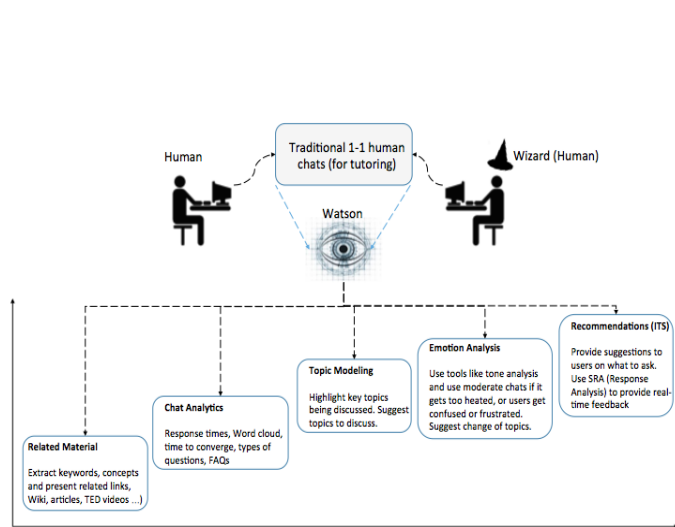 Traditional 1-1 human
chats (for tutoring)
Human
Wizard (Human)
Watson
Recommendations (ITS)
Provide suggestions to
users on what to ask.
Use SRA (Response
Analysis) to provide real-
time feedback
Emotion Analysis
Use tools like tone analysis
and use moderate chats if it
gets too heated, or users get
confused or frustrated.
Suggest change of topics.
Topic Modeling
Highlight key topics
being discussed. Suggest
topics to discuss.
Chat Analytics
Response times, Word cloud,
time to converge, types of
questions, FAQs
Related Material
Extract keywords, concepts
and present related links,
Wiki, articles, TED videos ...)